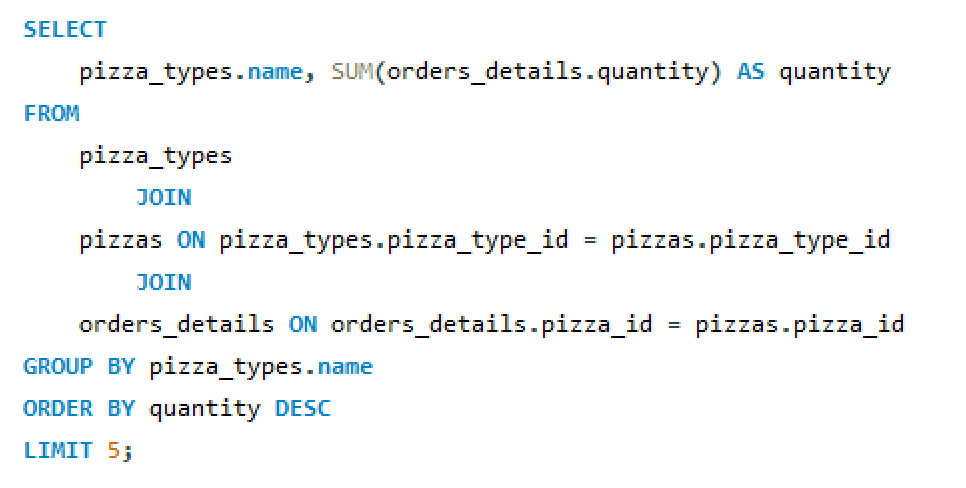 SELECT
    pizza_types.name, SUM(orders_details.quantity) AS quantity
FROM
    pizza_types
        JOIN
    pizzas ON pizza_types.pizza_type_id = pizzas.pizza_type_id
        JOIN
    orders_details ON orders_details.pizza_id = pizzas.pizza_id
GROUP BY pizza_types.name
ORDER BY quantity DESC
LIMIT 5;